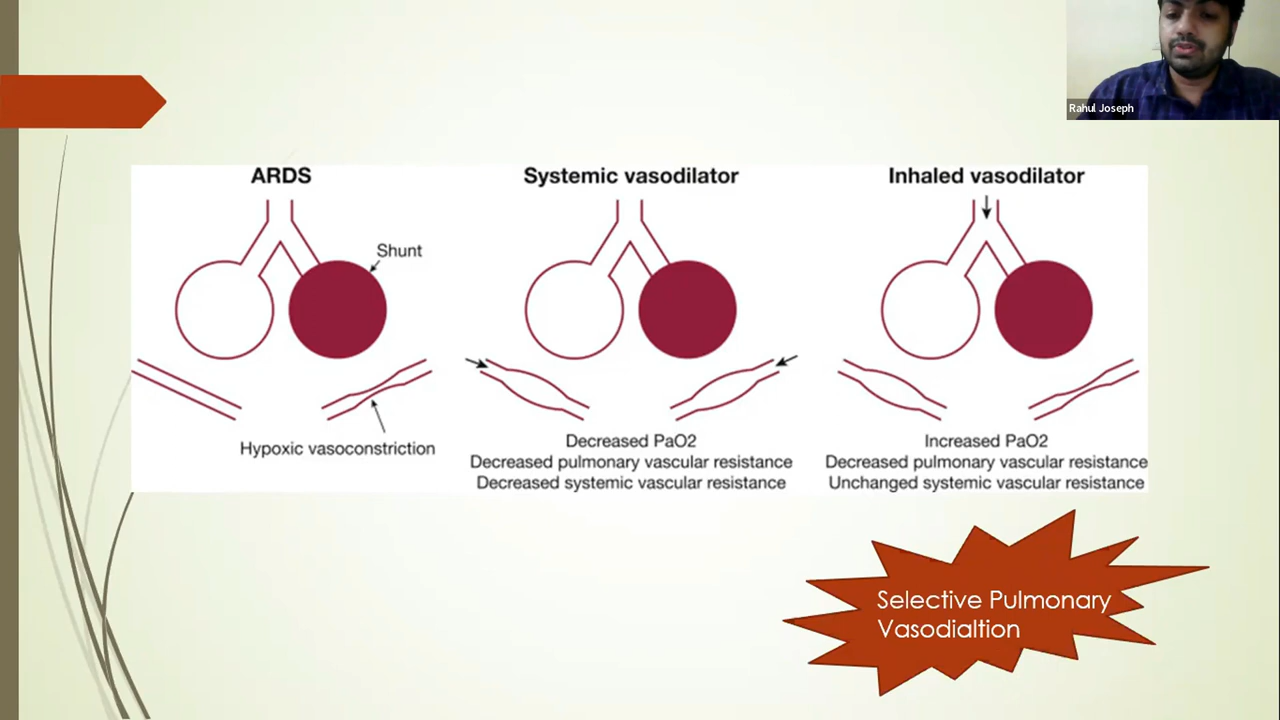 Rahul Joseph
ARDS
Shunt
Hypoxic vasoconstriction
Systemic vasodilator
Decreased PaO2
Decreased pulmonary vascular resistance
Decreased systemic vascular resistance
Inhaled vasodilator
Increased PaO2
Decreased pulmonary vascular resistance
Unchanged systemic vascular resistance
Selective Pulmonary
Vasodialtion